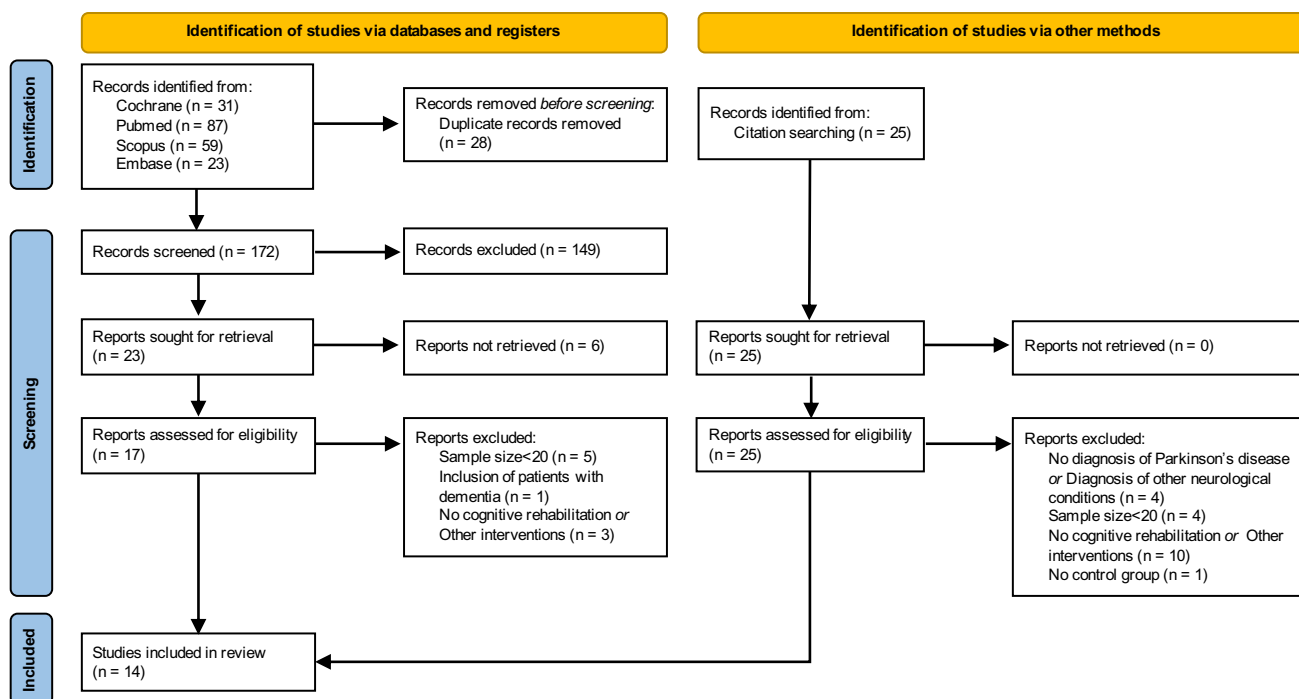 Identification of studies via databases and registers
Identification of studies via other methods
Identification
Records identified from:
Cochrane (n = 31)
Pubmed (n = 87)
Scopus (n = 59)
Embase (n = 23)
Records removed before screening:
Duplicate records removed
(n = 28)
Records identified from:
Citation searching (n = 25)
Screening
Records screened (n = 172)
Records excluded (n = 149)
Reports sought for retrieval
(n = 23)
Reports not retrieved (n = 6)
Reports sought for retrieval
(n = 25)
Reports not retrieved (n = 0)
Reports assessed for eligibility
(n = 17)
Reports excluded:
Sample size<20 (n = 5)
Inclusion of patients with
dementia (n = 1)
No cognitive rehabilitation or
Other interventions (n = 3)
Reports assessed for eligibility
(n = 25)
Reports excluded:
No diagnosis of Parkinson's disease
or Diagnosis of other neurological
conditions (n = 4)
Sample size<20 (n = 4)
No cognitive rehabilitation or Other
interventions (n = 10)
No control group (n = 1)
Included
Studies included in review
(n = 14)